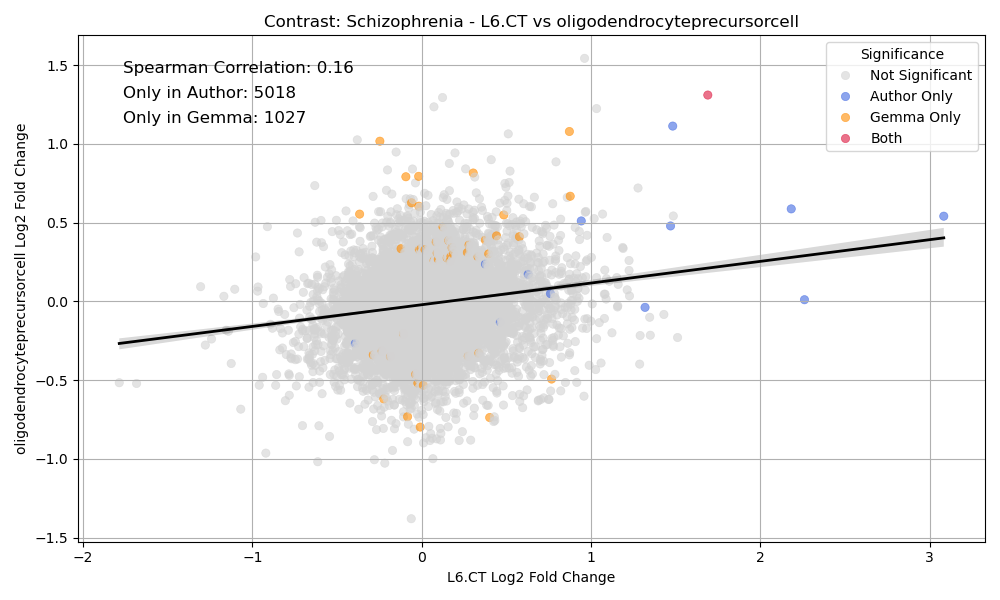 Contrast: Schizophrenia - L6.CT vs oligodendrocyteprecursorcell
Spearman Correlation: 0.16
Only in Author: 5018
Only in Gemma: 1027
Significance
Not Significant
Author Only
Gemma Only
Both
oligodendrocyteprecursorcell Log2 Fold Change
1.5
1.0
0.5
0.0
−0.5
−1.0
−1.5
−2
−1
0
1
2
3
L6.CT Log2 Fold Change